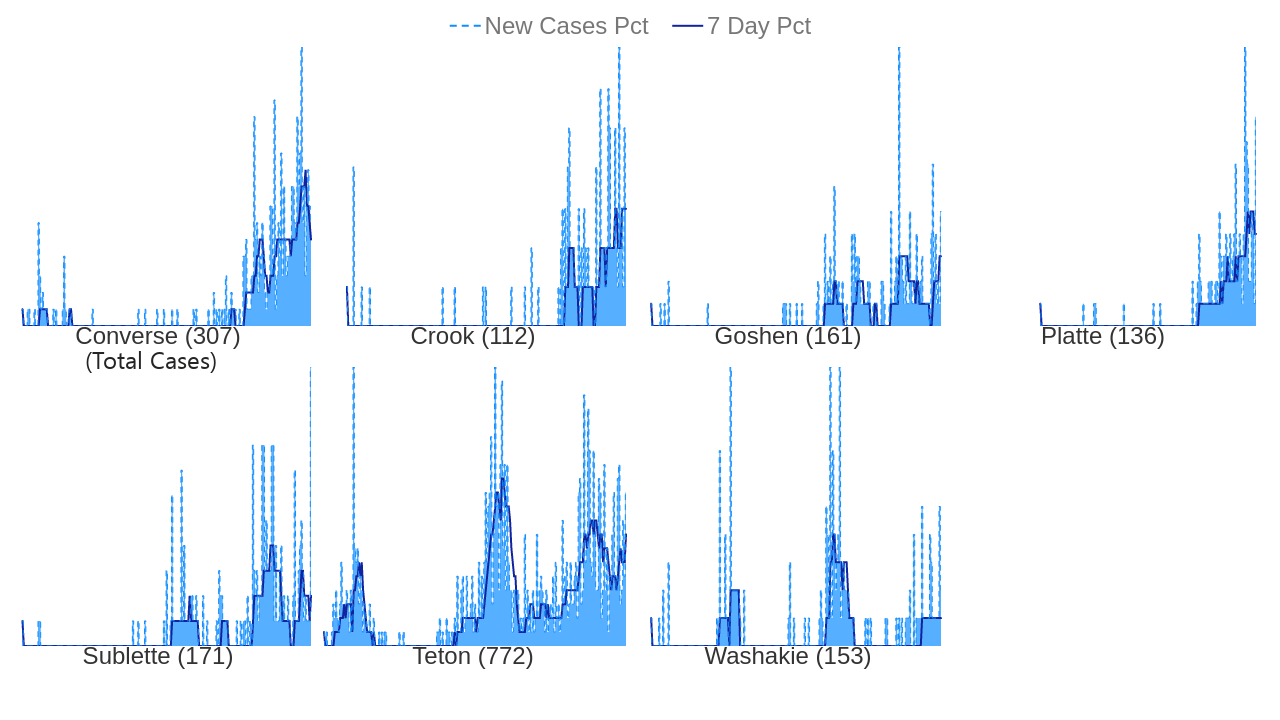 New Cases Pct 7 Day Pct
Converse (307) Crook (112) Goshen (161) Platte (136)
(Total Cases)
Sublette (171) Teton (772) Washakie (153)